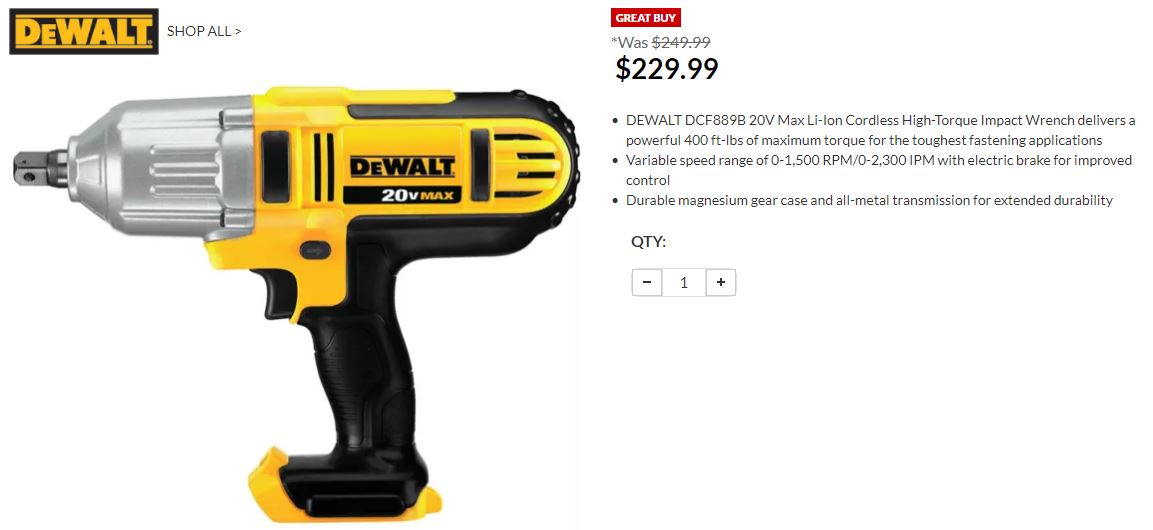 DEWALT
SHOP ALL >
DEWALT
20V MAX
GREAT BUY
*Was $249.99
$229.99
• DEWALT DCF889B 20V Max Li-Ion Cordless High-Torque Impact Wrench delivers a
powerful 400 ft-lbs of maximum torque for the toughest fastening applications
• Variable speed range of 0-1,500 RPM/0-2,300 IPM with electric brake for improved
control
• Durable magnesium gear case and all-metal transmission for extended durability
QTY:
- 1 +